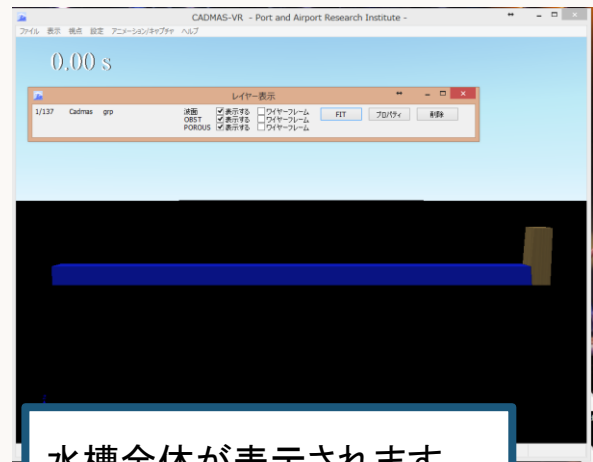 CADMAS-VR - Port and Airport Research Institute -
ファイル 表示 視点 設定 アニメーション/キャプチャ ヘルプ
0.00 s
レイヤー表示
1/137 Cadmas grp 波面 表示する ワイヤーフレーム FIT プロパティ 削除
OBST 表示する ワイヤーフレーム
POROUS 表示する ワイヤーフレーム
水槽全体が表示されます